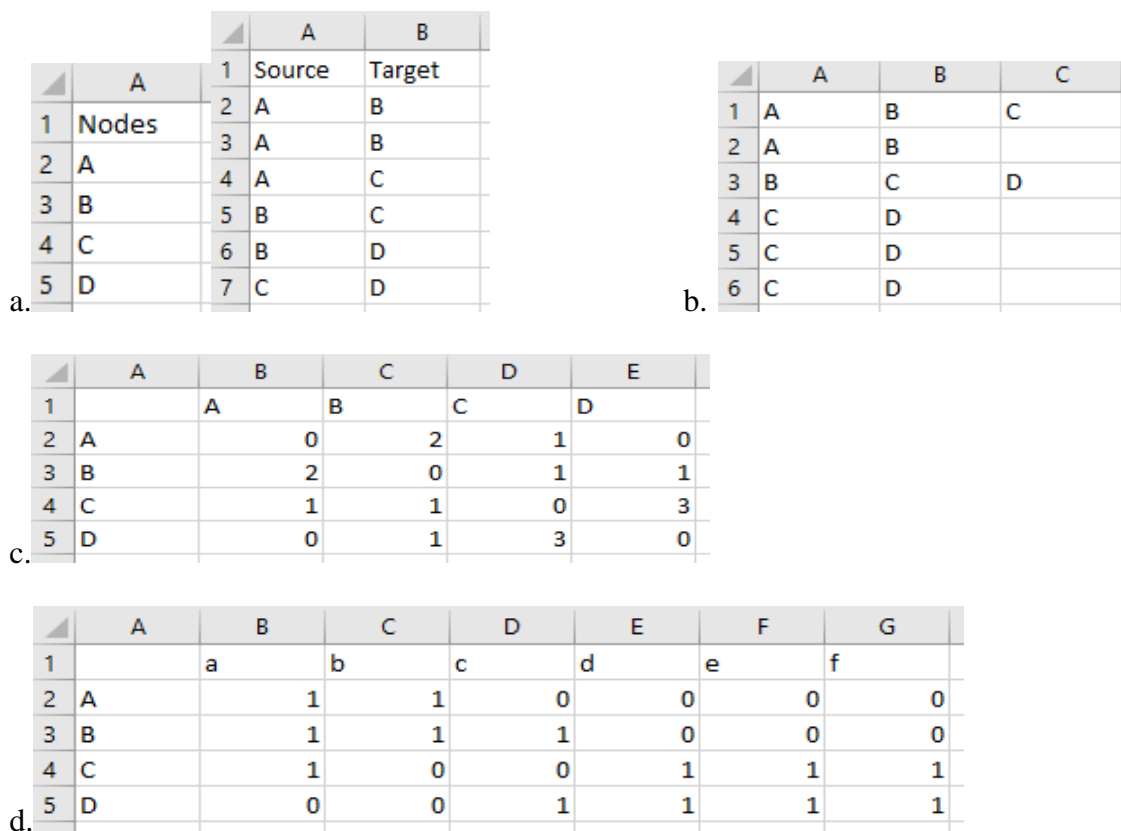 A
1 Nodes
2 A
3 B
4 C
5 D
a.
A B
1 Source Target
2 A B
3 A B
4 A C
5 B C
6 B D
7 C D
A B C
1 A B C
2 A B
3 B C D
4 C D
5 C D
6 C D
b.
A B C D E
1 A B C D
2 A 0 2 1 0
3 B 2 0 1 1
4 C 1 1 0 3
5 D 0 1 3 0
c.
A B C D E F G
1 a b c d e f
2 A 1 1 0 0 0 0
3 B 1 1 1 0 0 0
4 C 1 0 0 1 1 1
5 D 0 0 1 1 1 1
d.